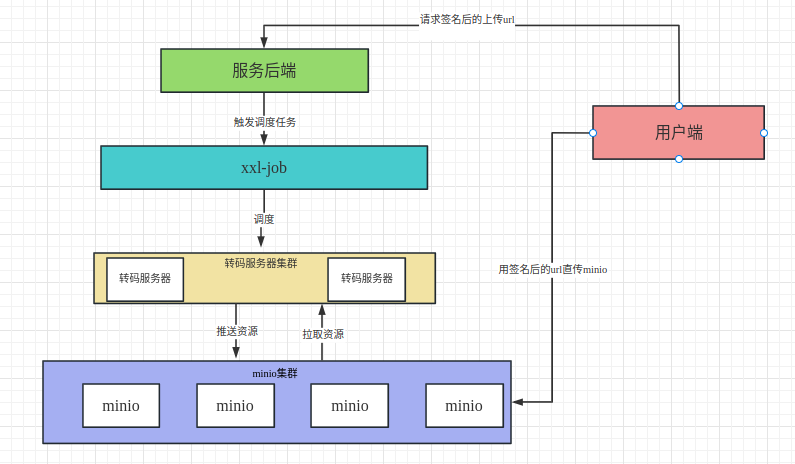 请求签名后的上传url
服务后端
用户端
触发调度任务
xxl-job
调度
转码服务器集群
转码服务器
转码服务器
用签名后的url直传minio
推送资源
拉取资源
minio集群
minio
minio
minio
minio